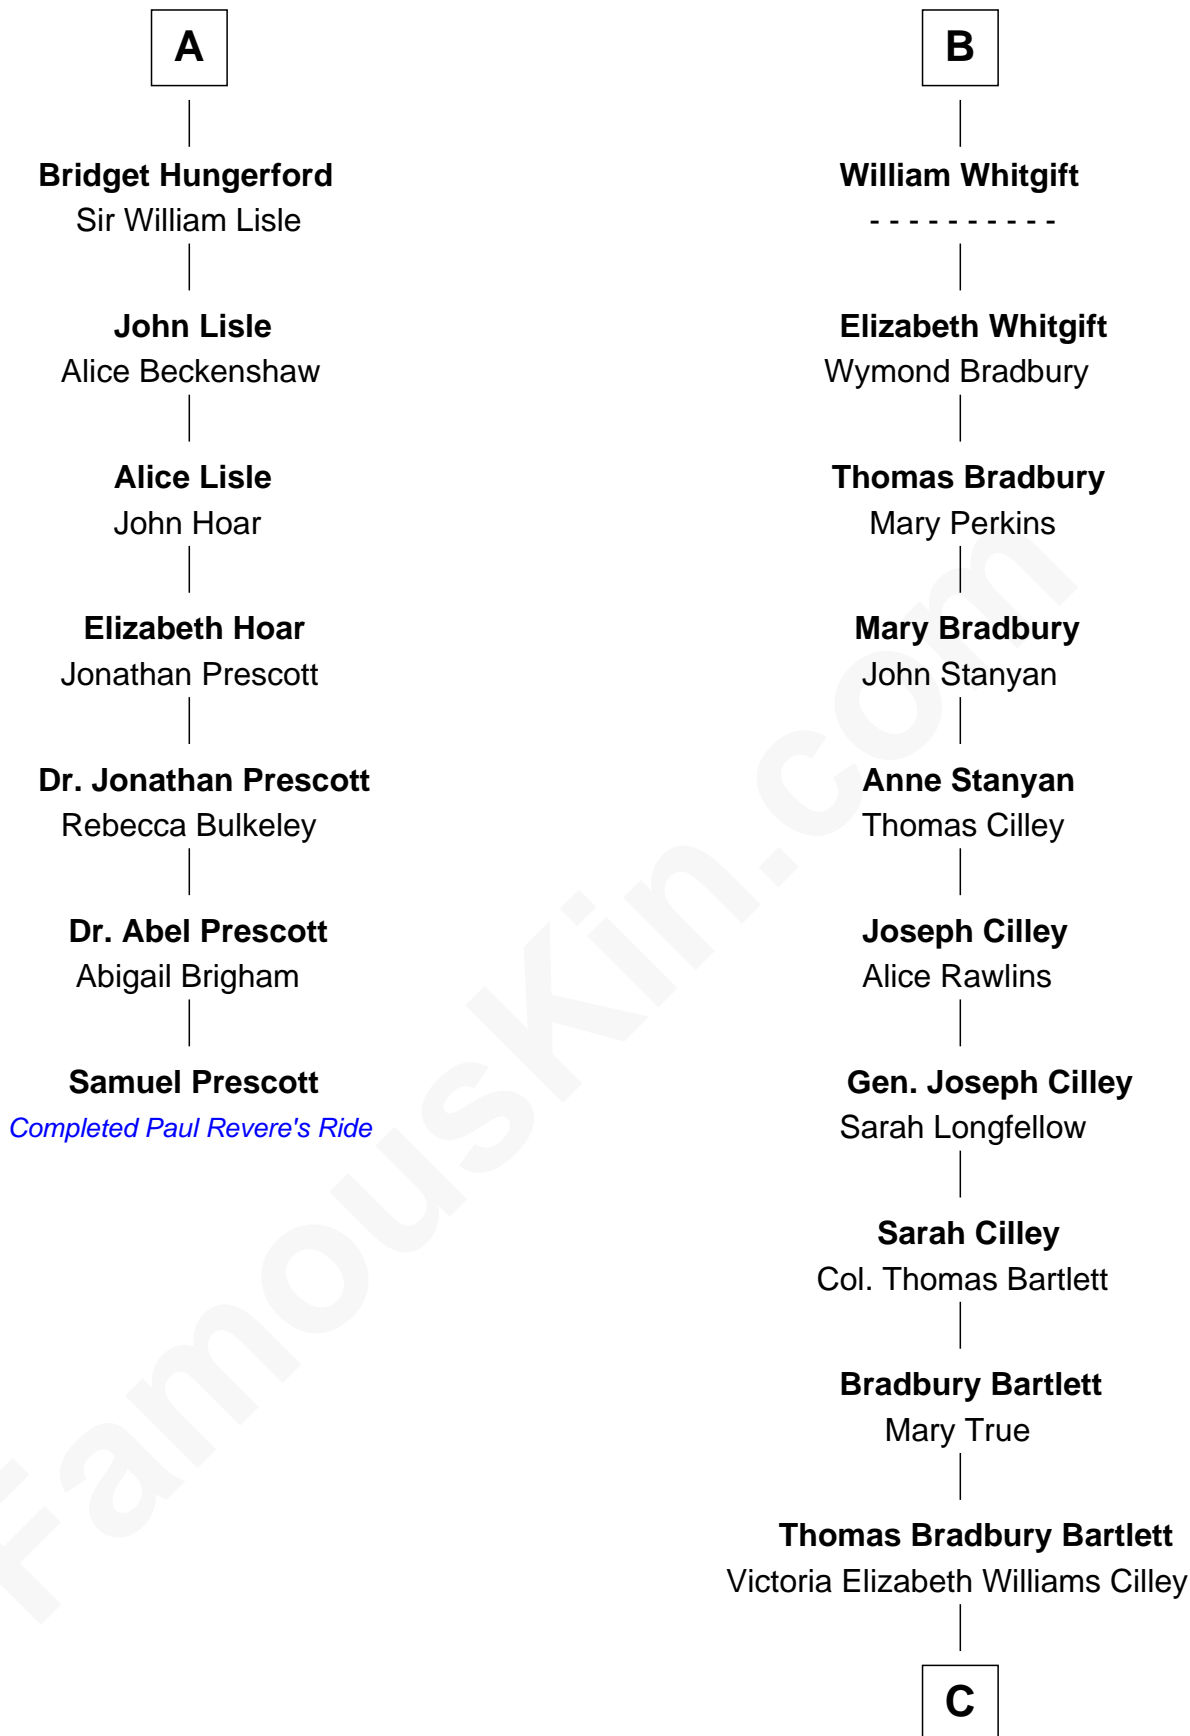 A
Bridget Hungerford
Sir William Lisle
John Lisle
Alice Beckenshaw
Alice Lisle
John Hoar
Elizabeth Hoar
Jonathan Prescott
Dr. Jonathan Prescott
Rebecca Bulkeley
Dr. Abel Prescott
Abigail Brigham
Samuel Prescott
Completed Paul Revere's Ride
B
William Whitgift
- - - - - - - - - -
Elizabeth Whitgift
Wymond Bradbury
Thomas Bradbury
Mary Perkins
Mary Bradbury
John Stanyan
Anne Stanyan
Thomas Cilley
Joseph Cilley
Alice Rawlins
Gen. Joseph Cilley
Sarah Longfellow
Sarah Cilley
Col. Thomas Bartlett
Bradbury Bartlett
Mary True
Thomas Bradbury Bartlett
Victoria Elizabeth Williams Cilley
C
FamousKin.com